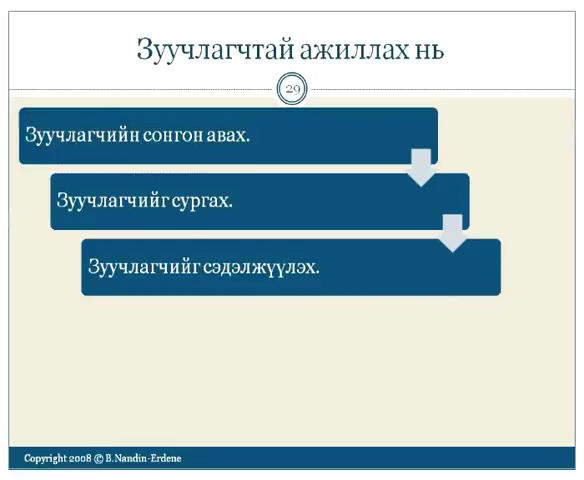 Зуучлагчтай ажиллах нь
29
Зуучлагчийн сонгон авах.
Зуучлагчийг сургах.
Зуучлагчийг сэдэлжүүлэх.
Copyright 2008 © B.Nandin-Erdene